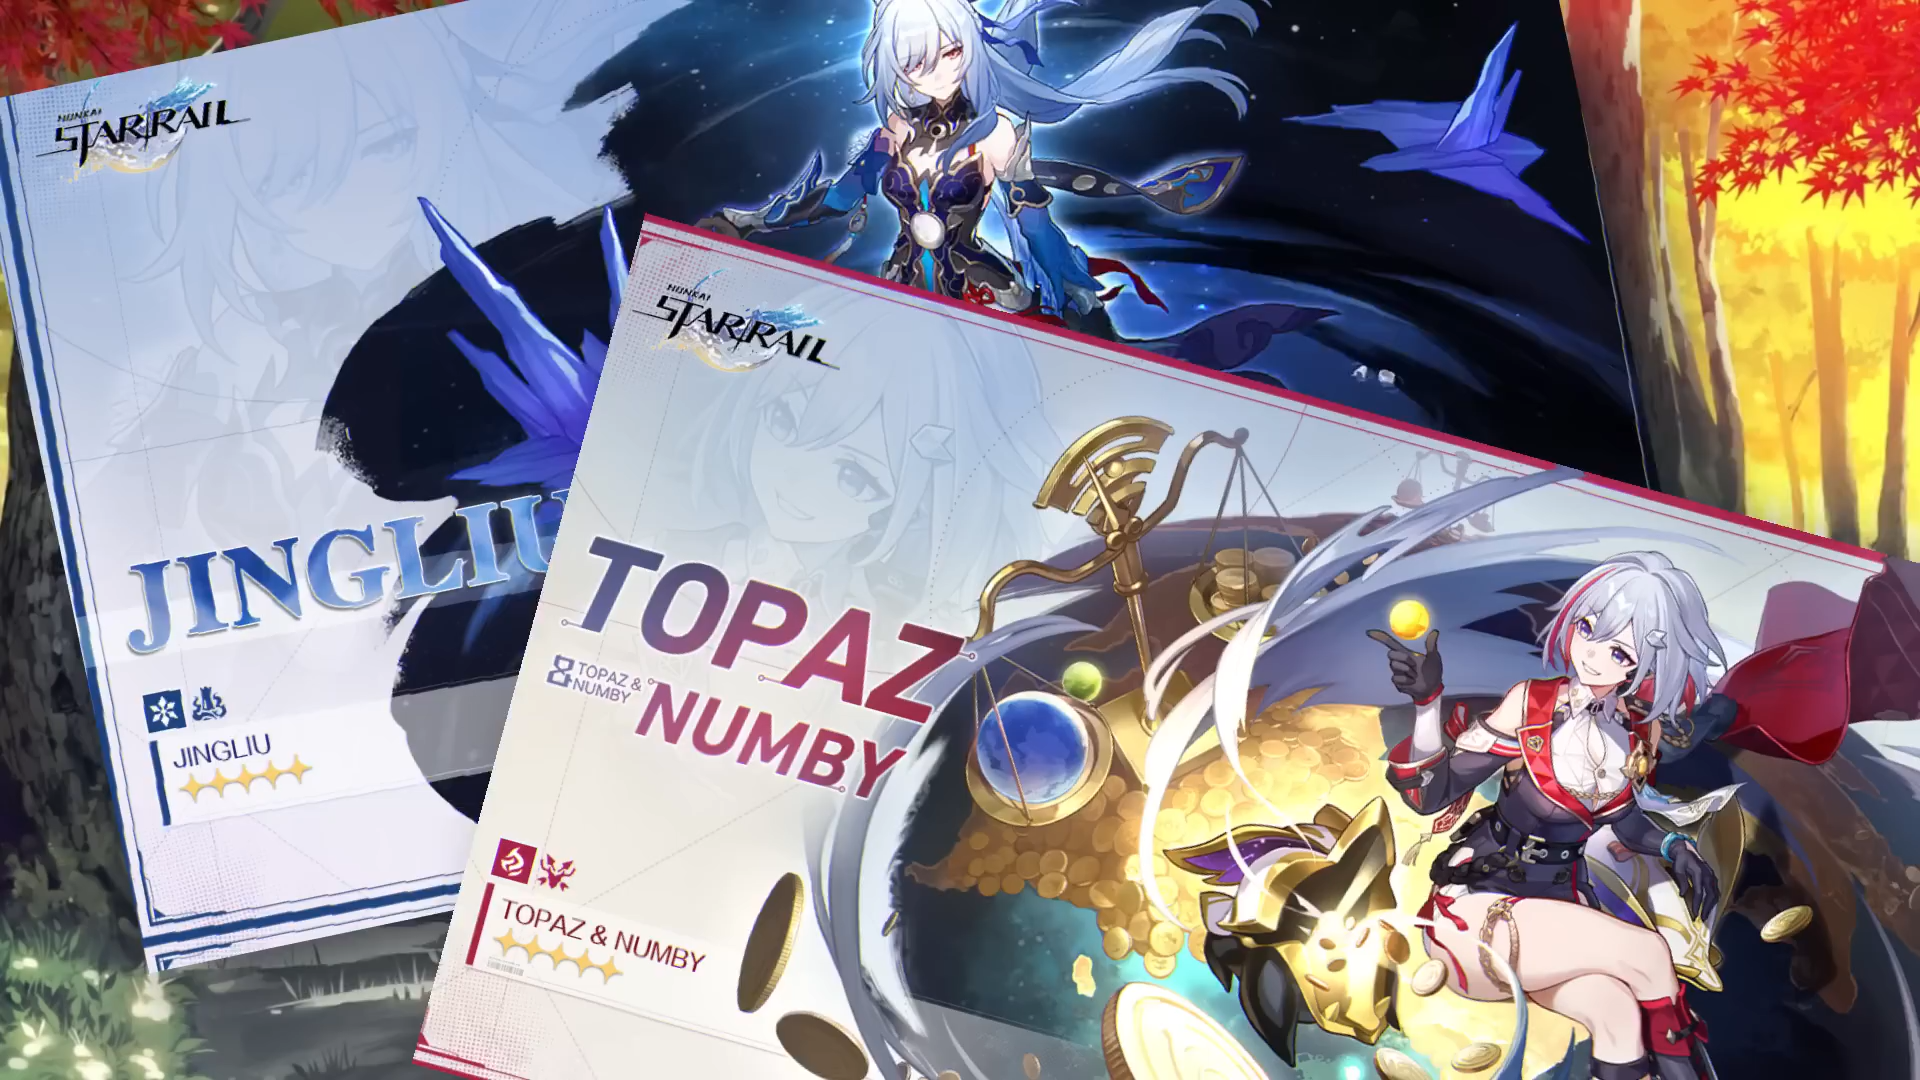 HONKAI
STAR RAIL
JINGLIU
JINGLIU
HONKAI
STAR RAIL
TOPAZ
TOPAZ &
NUMBY
NUMBY
TOPAZ & NUMBY